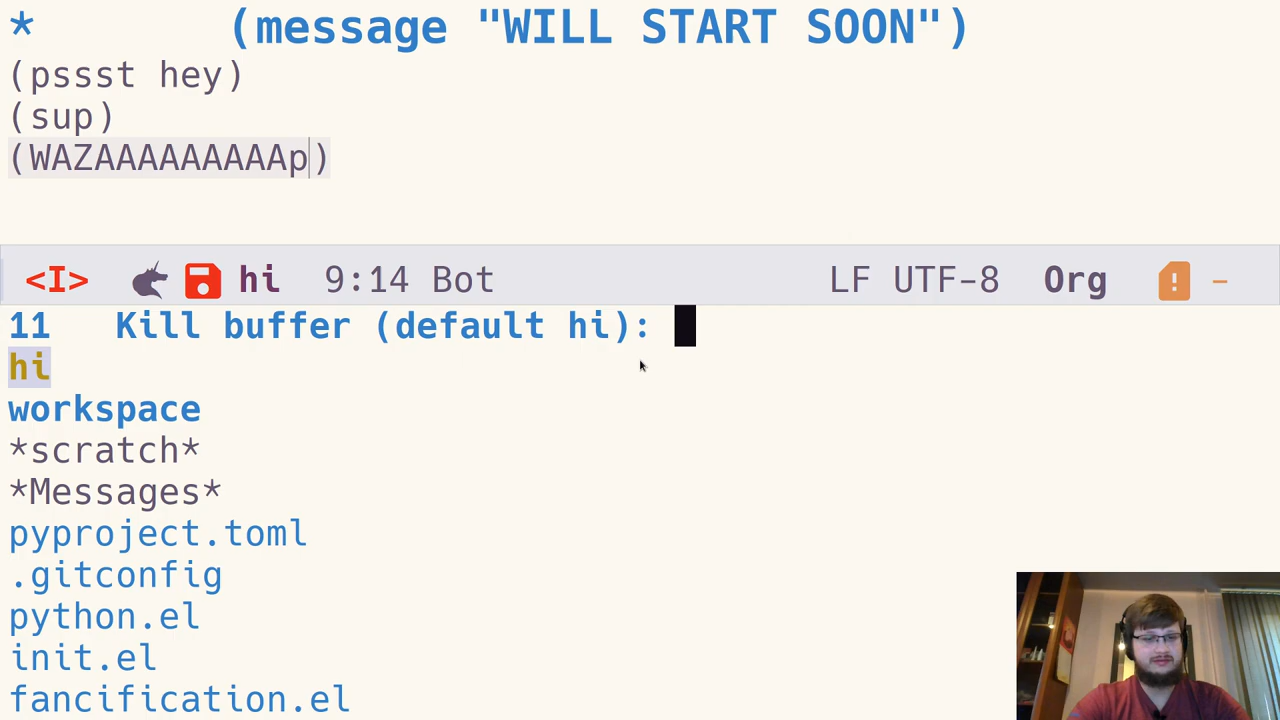 * (message "WILL START SOON")
(pssst hey)
(sup)
(WAZAAAAAAAAAp)
<I> hi 9:14 Bot LF UTF-8 Org ! -
11 Kill buffer (default hi):
hi
workspace
*scratch*
*Messages*
pyproject.toml
.gitconfig
python.el
init.el
fancification.el